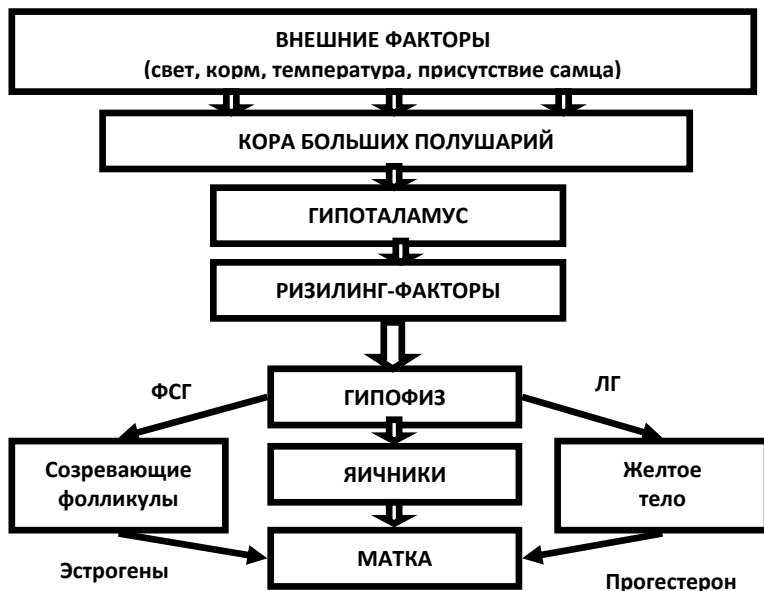 ВНЕШНИЕ ФАКТОРЫ
(свет, корм, температура, присутствие самца)
КОРА БОЛЬШИХ ПОЛУШАРИЙ
ГИПОТАЛАМУС
РИЗИЛИНГ-ФАКТОРЫ
ФСГ
ГИПОФИЗ
ЛГ
Созревающие
фолликулы
ЯИЧНИКИ
Желтое
тело
Эстрогены
МАТКА
Прогестерон